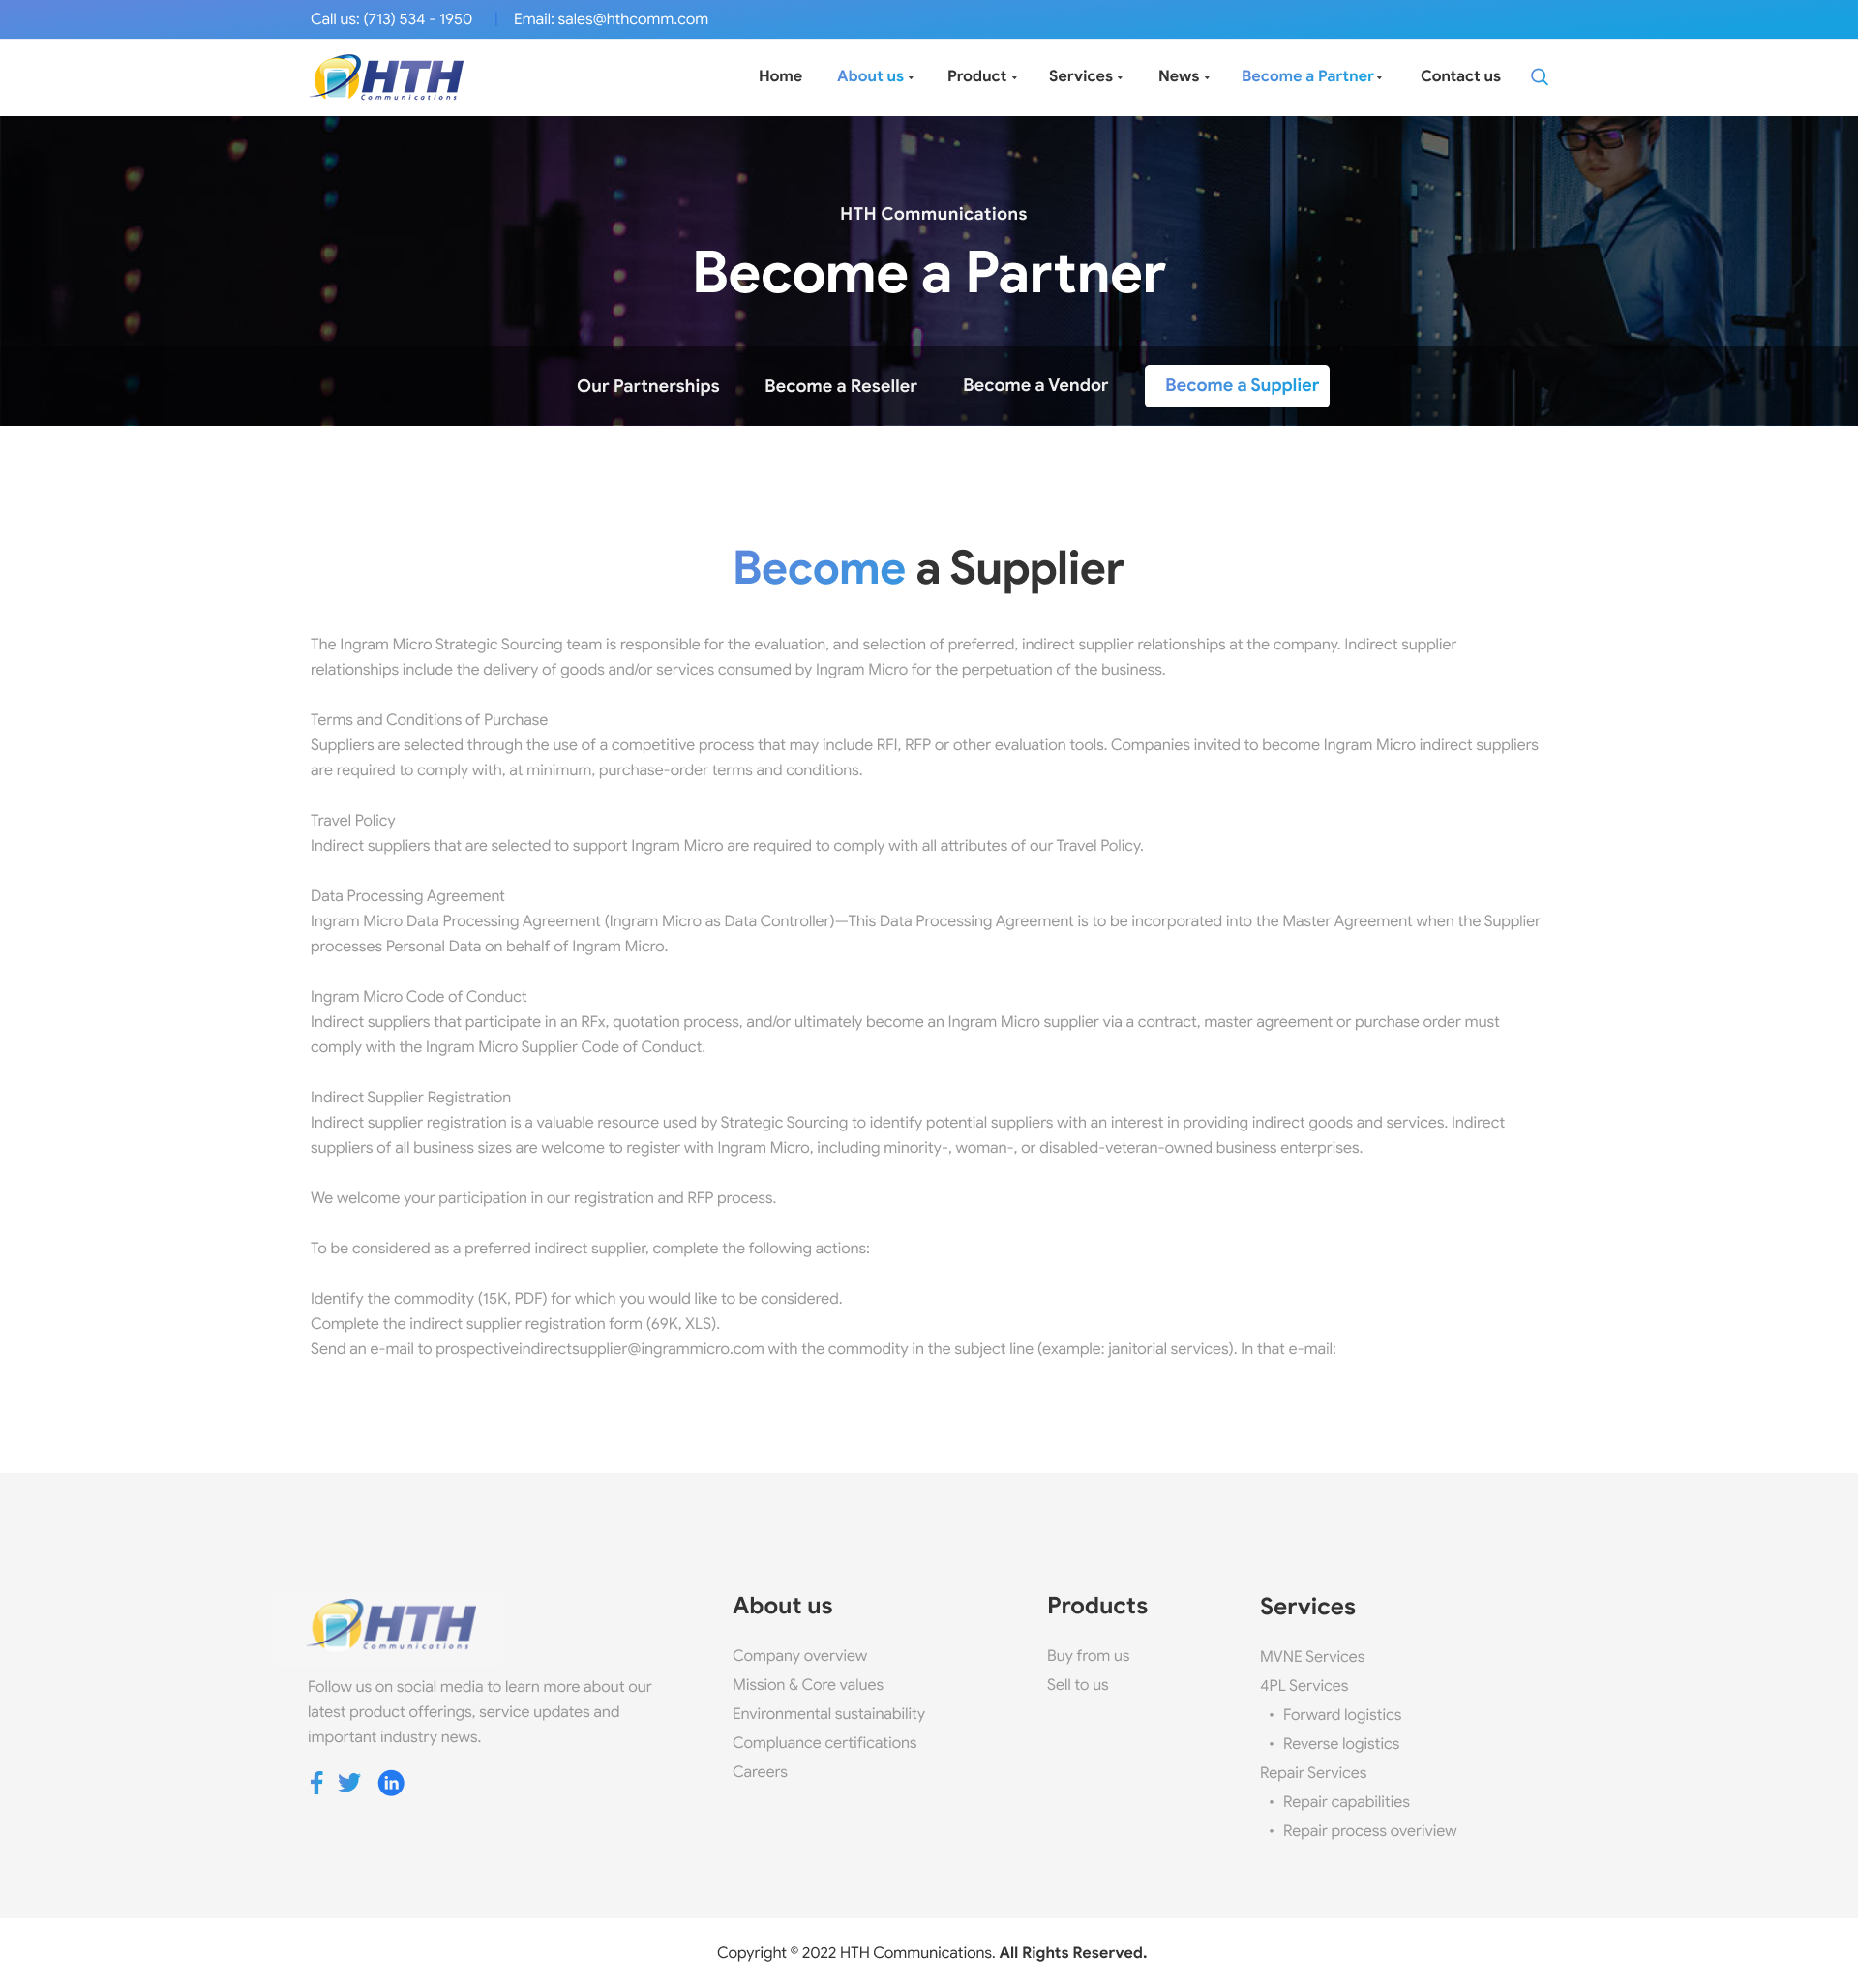 Call us: (713) 534 - 1950 | Email: sales@hthcomm.com
HTH
Communications
Home About us Product Services News Become a Partner Contact us
HTH Communications
Become a Partner
Our Partnerships Become a Reseller Become a Vendor Become a Supplier
Become a Supplier
The Ingram Micro Strategic Sourcing team is responsible for the evaluation, and selection of preferred, indirect supplier relationships at the company. Indirect supplier
relationships include the delivery of goods and/or services consumed by Ingram Micro for the perpetuation of the business.
Terms and Conditions of Purchase
Suppliers are selected through the use of a competitive process that may include RFI, RFP or other evaluation tools. Companies invited to become Ingram Micro indirect suppliers
are required to comply with, at minimum, purchase-order terms and conditions.
Travel Policy
Indirect suppliers that are selected to support Ingram Micro are required to comply with all attributes of our Travel Policy.
Data Processing Agreement
Ingram Micro Data Processing Agreement (Ingram Micro as Data Controller)—This Data Processing Agreement is to be incorporated into the Master Agreement when the Supplier
processes Personal Data on behalf of Ingram Micro.
Ingram Micro Code of Conduct
Indirect suppliers that participate in an RFx, quotation process, and/or ultimately become an Ingram Micro supplier via a contract, master agreement or purchase order must
comply with the Ingram Micro Supplier Code of Conduct.
Indirect Supplier Registration
Indirect supplier registration is a valuable resource used by Strategic Sourcing to identify potential suppliers with an interest in providing indirect goods and services. Indirect
suppliers of all business sizes are welcome to register with Ingram Micro, including minority-, woman-, or disabled-veteran-owned business enterprises.
We welcome your participation in our registration and RFP process.
To be considered as a preferred indirect supplier, complete the following actions:
Identify the commodity (15K, PDF) for which you would like to be considered.
Complete the indirect supplier registration form (69K, XLS).
Send an e-mail to prospectiveindirectsupplier@ingrammicro.com with the commodity in the subject line (example: janitorial services). In that e-mail:
HTH
Communications
Follow us on social media to learn more about our
latest product offerings, service updates and
important industry news.
f in
About us
Company overview
Mission & Core values
Environmental sustainability
Compluance certifications
Careers
Products
Buy from us
Sell to us
Services
MVNE Services
4PL Services
• Forward logistics
• Reverse logistics
Repair Services
• Repair capabilities
• Repair process overiview
Copyright © 2022 HTH Communications. All Rights Reserved.